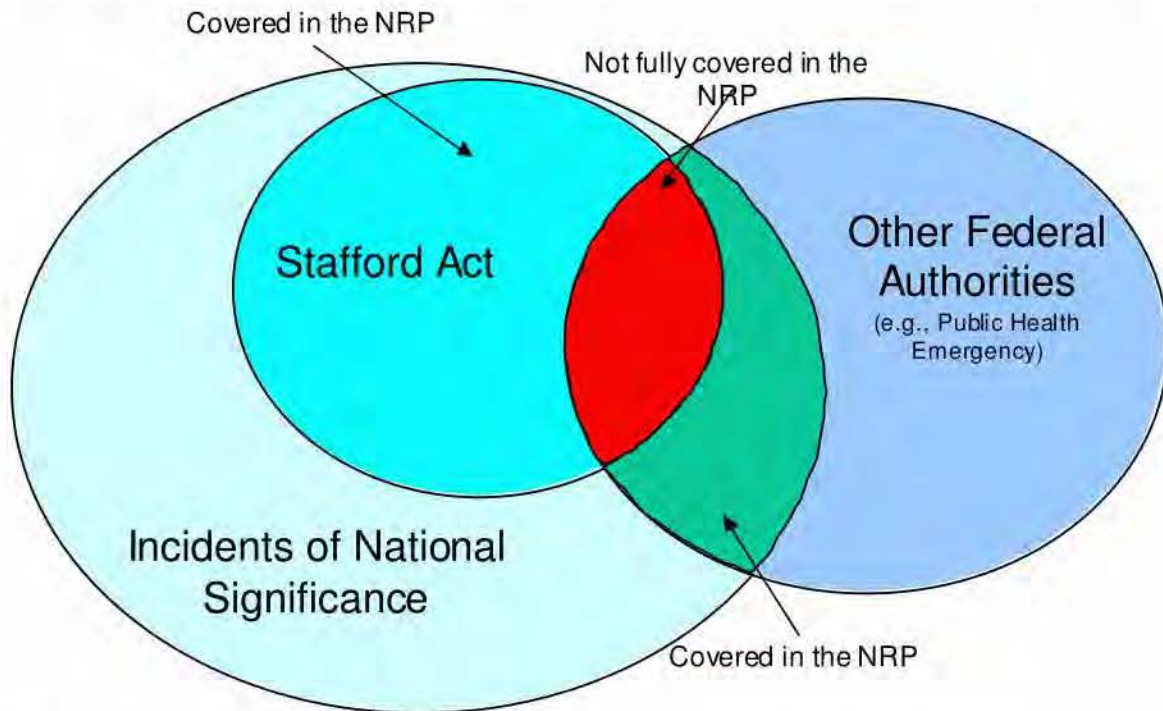 Covered in the NRP
Not fully covered in the
NRP
Stafford Act
Other Federal
Authorities
(e.g., Public Health
Emergency)
Incidents of National
Significance
Covered in the NRP